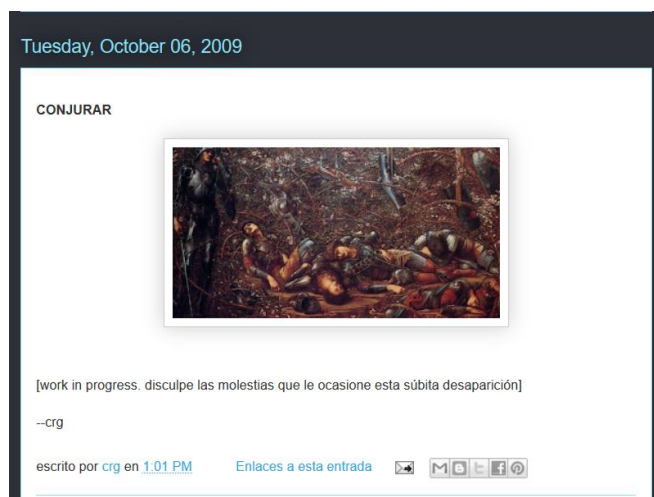 Tuesday, October 06, 2009
CONJURAR
[work in progress. disculpe las molestias que le ocasione esta súbita desaparición]
--crg
escrito por crg en 1:01 PM Enlaces a esta entrada